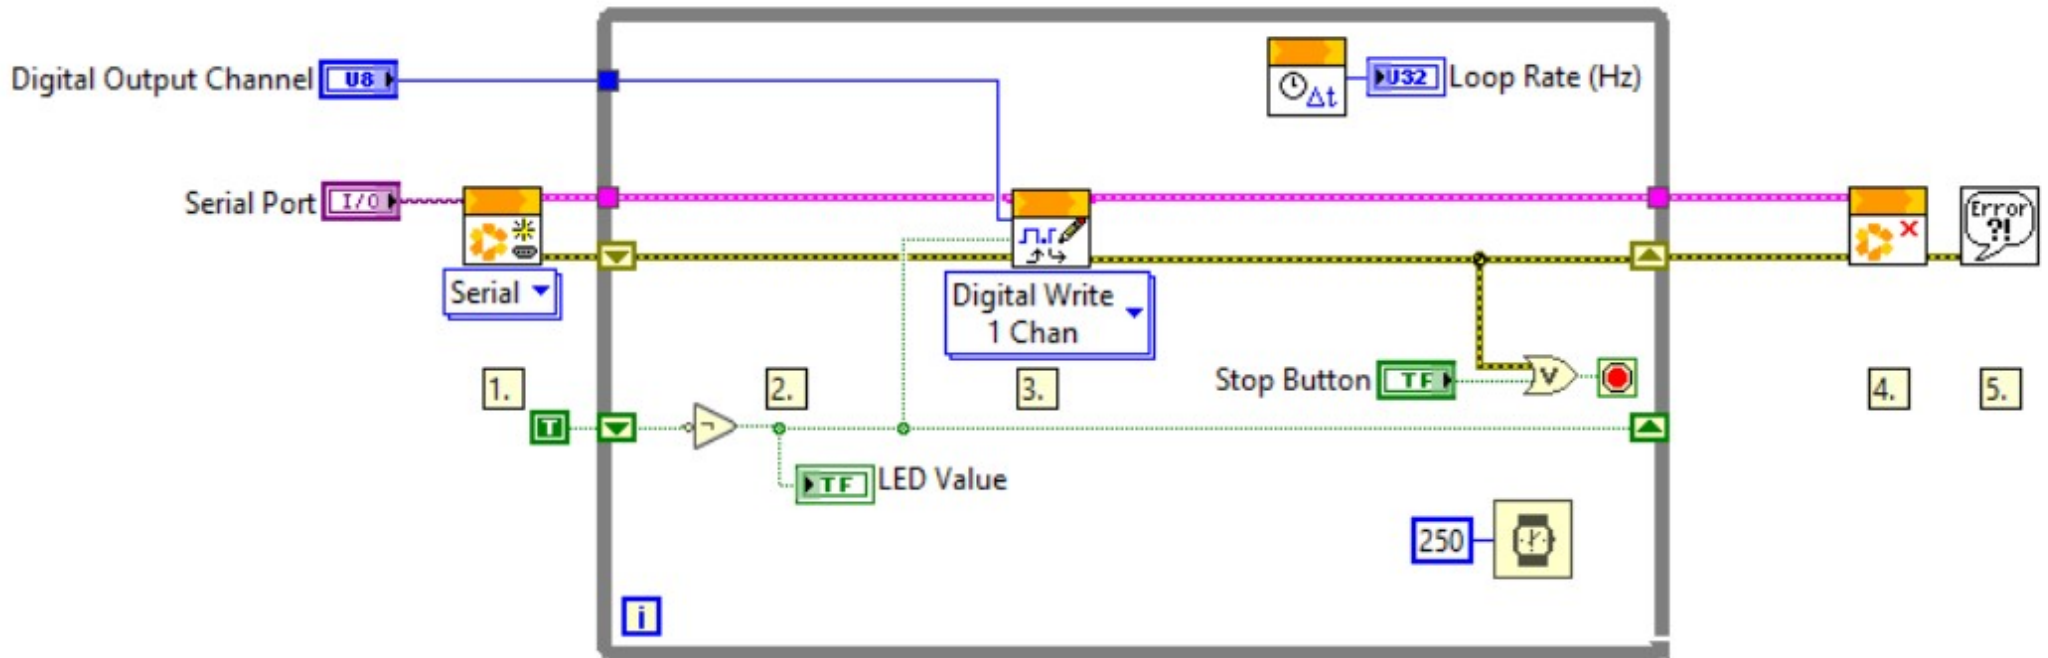 Digital Output Channel
U8
U32
Loop Rate (Hz)
Δt
Serial Port
I/O
Error
?!
Serial
Digital Write
1 Chan
1.
2.
3.
Stop Button
TF
V
4.
5.
T
¬
TF
LED Value
250
i